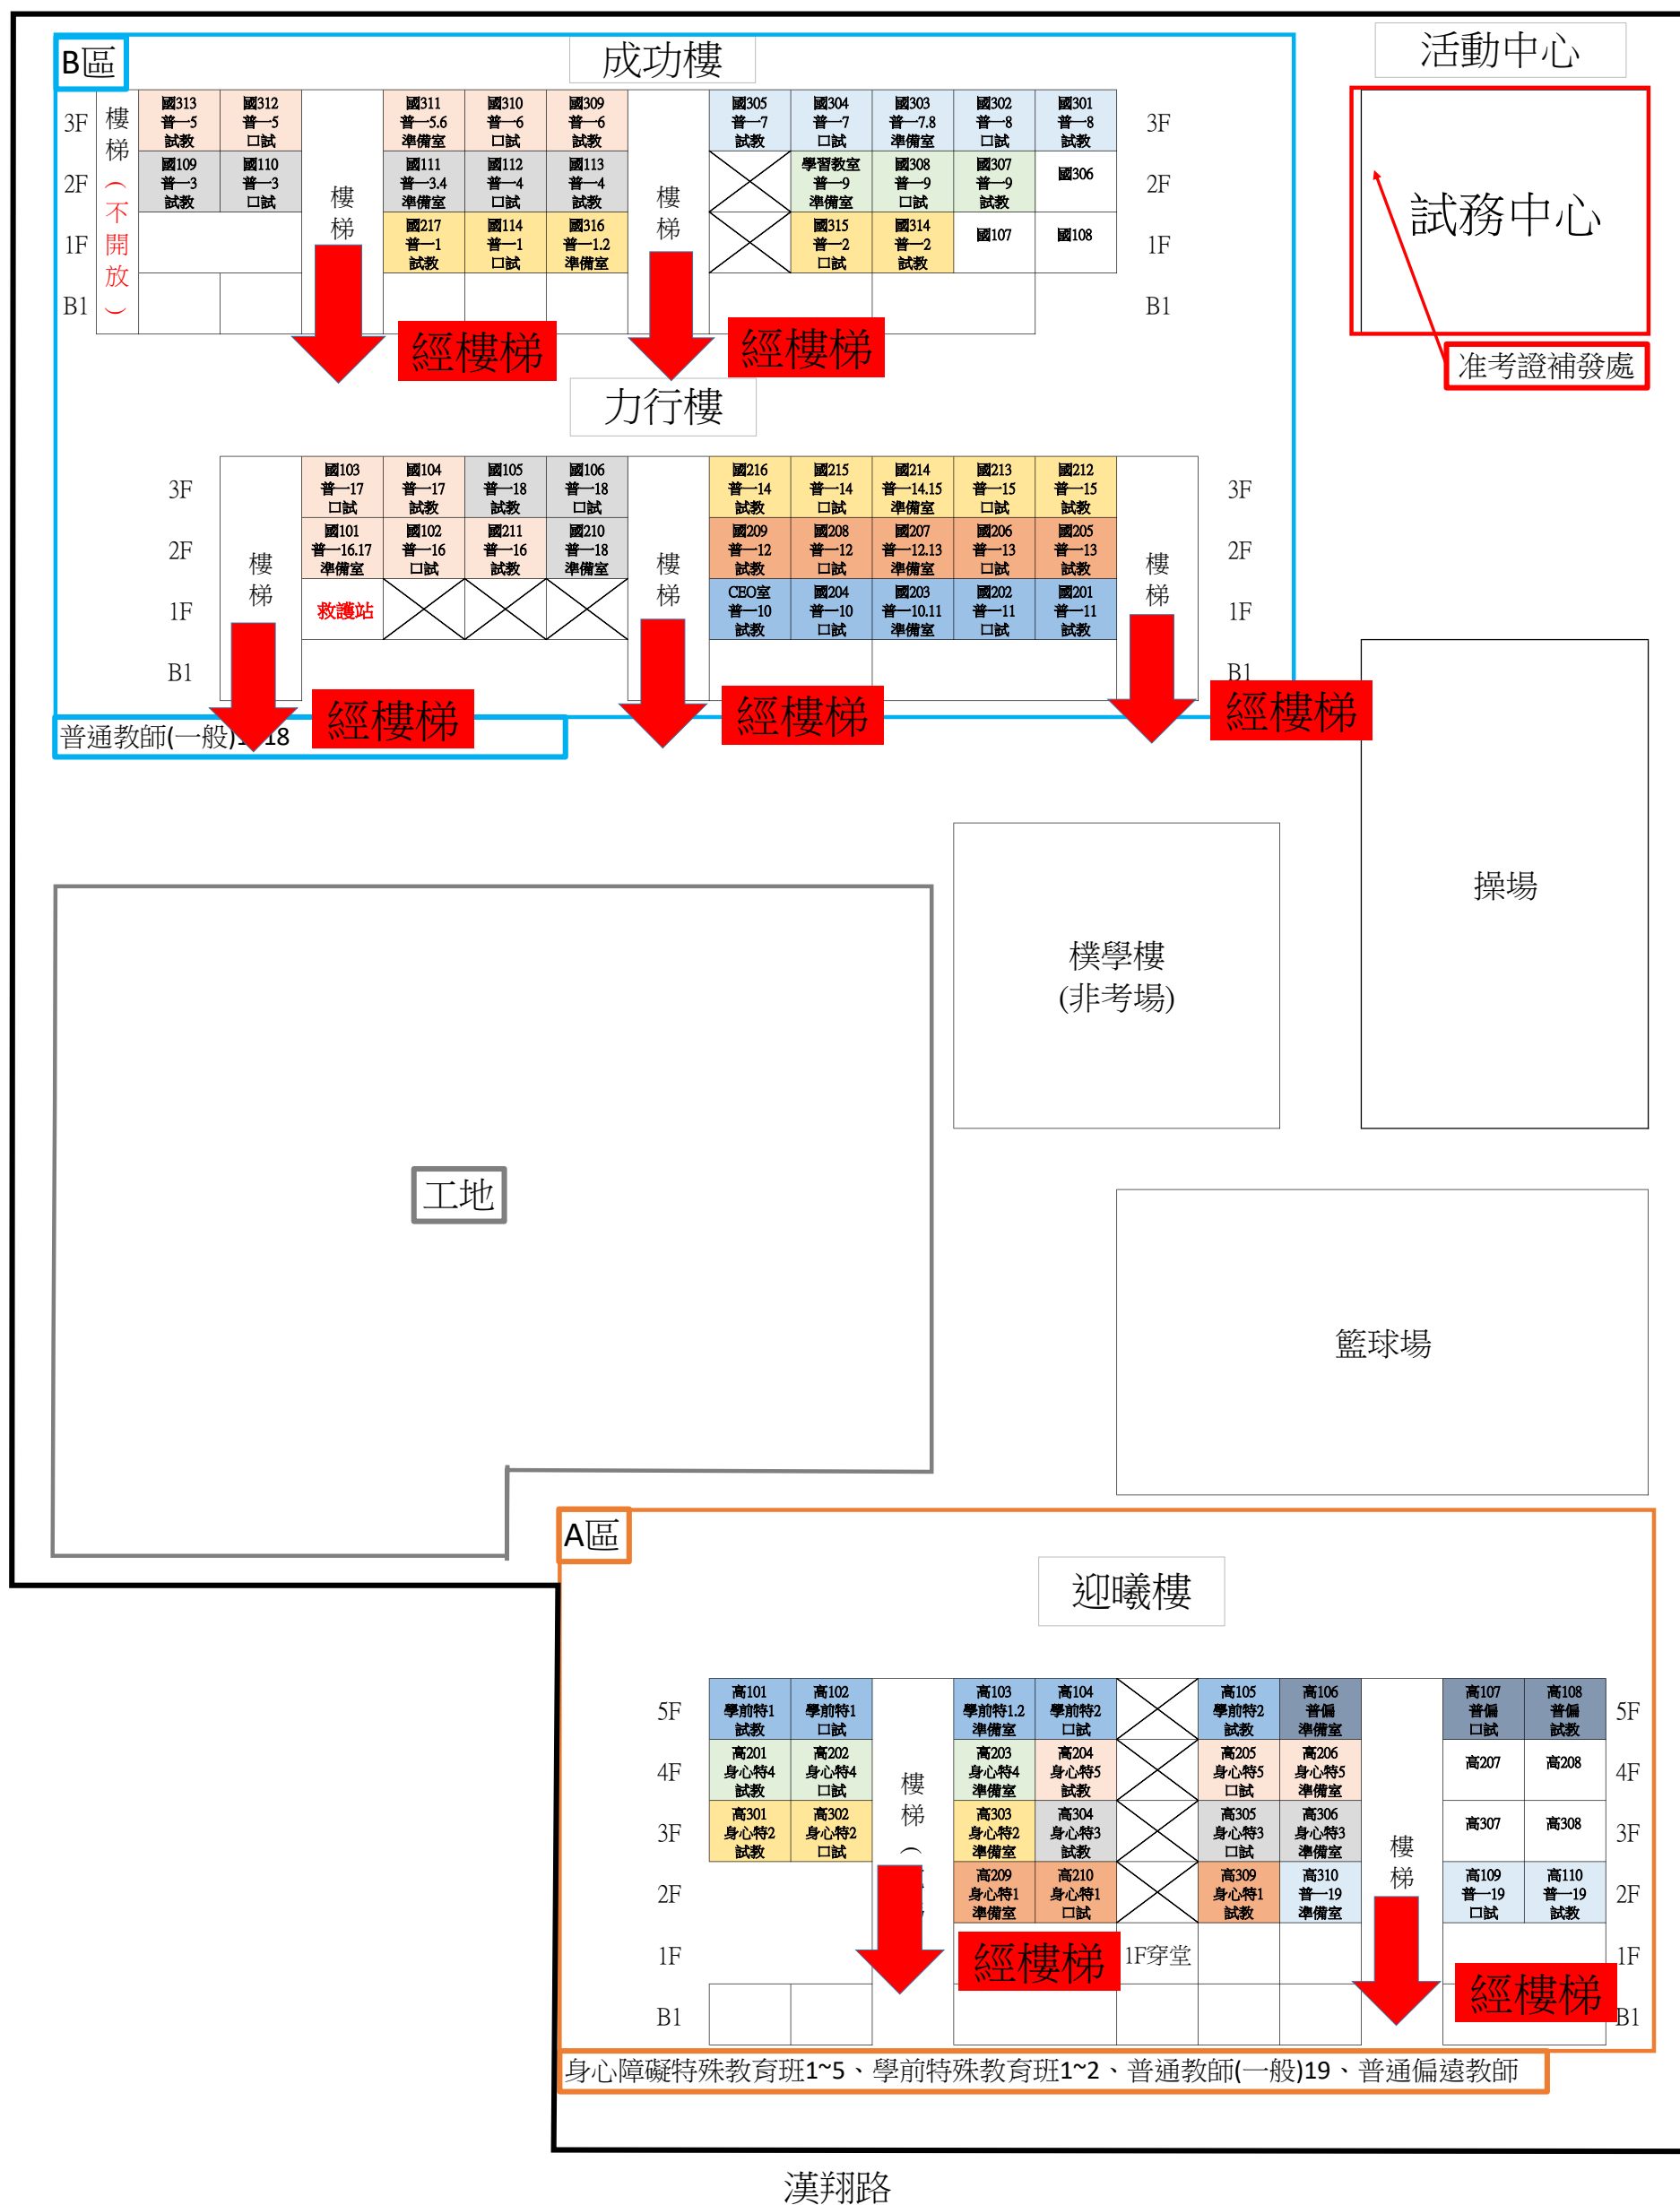 B區
成功樓
活動中心
3F
2F
1F
B1
樓梯（不開放）
國313
普一5
試教
國312
普一5
口試
國311
普一5.6
準備室
國310
普一6
口試
國309
普一6
試教
國305
普一7
試教
國304
普一7
口試
國303
普一7.8
準備室
國302
普一8
口試
國301
普一8
試教
國109
普一3
試教
國110
普一3
口試
國111
普一3.4
準備室
國112
普一4
口試
國113
普一4
試教
學習教室
普一9
準備室
國308
普一9
口試
國307
普一9
試教
國306
國217
普一1
試教
國114
普一1
口試
國316
普一1.2
準備室
國315
普一2
口試
國314
普一2
試教
國107
國108
樓梯
樓梯
3F
2F
1F
B1
經樓梯
經樓梯
試務中心
准考證補發處
力行樓
3F
2F
1F
B1
國103
普一17
口試
國104
普一17
試教
國105
普一18
試教
國106
普一18
口試
國216
普一14
試教
國215
普一14
口試
國214
普一14.15
準備室
國213
普一15
口試
國212
普一15
試教
國101
普一16.17
準備室
國102
普一16
口試
國211
普一16
試教
國210
普一18
準備室
國209
普一12
試教
國208
普一12
口試
國207
普一12.13
準備室
國206
普一13
口試
國205
普一13
試教
救護站
CEO室
普一10
試教
國204
普一10
口試
國203
普一10.11
準備室
國202
普一11
口試
國201
普一11
試教
樓梯
樓梯
樓梯
3F
2F
1F
B1
經樓梯
經樓梯
經樓梯
普通教師(一般)1 18
操場
樸學樓
(非考場)
工地
籃球場
A區
迎曦樓
5F
4F
3F
2F
1F
B1
高101
學前特1
試教
高102
學前特1
口試
高103
學前特1.2
準備室
高104
學前特2
口試
高105
學前特2
試教
高106
普偏
準備室
高107
普偏
口試
高108
普偏
試教
高201
身心特4
試教
高202
身心特4
口試
高203
身心特4
準備室
高204
身心特5
試教
高205
身心特5
口試
高206
身心特5
準備室
高207
高208
高301
身心特2
試教
高302
身心特2
口試
高303
身心特2
準備室
高304
身心特3
試教
高305
身心特3
口試
高306
身心特3
準備室
高307
高308
高209
身心特1
準備室
高210
身心特1
口試
高309
身心特1
試教
高310
普一19
準備室
高109
普一19
口試
高110
普一19
試教
樓梯（
樓梯
1F穿堂
5F
4F
3F
2F
1F
B1
經樓梯
經樓梯
身心障礙特殊教育班1~5、學前特殊教育班1~2、普通教師(一般)19、普通偏遠教師
漢翔路